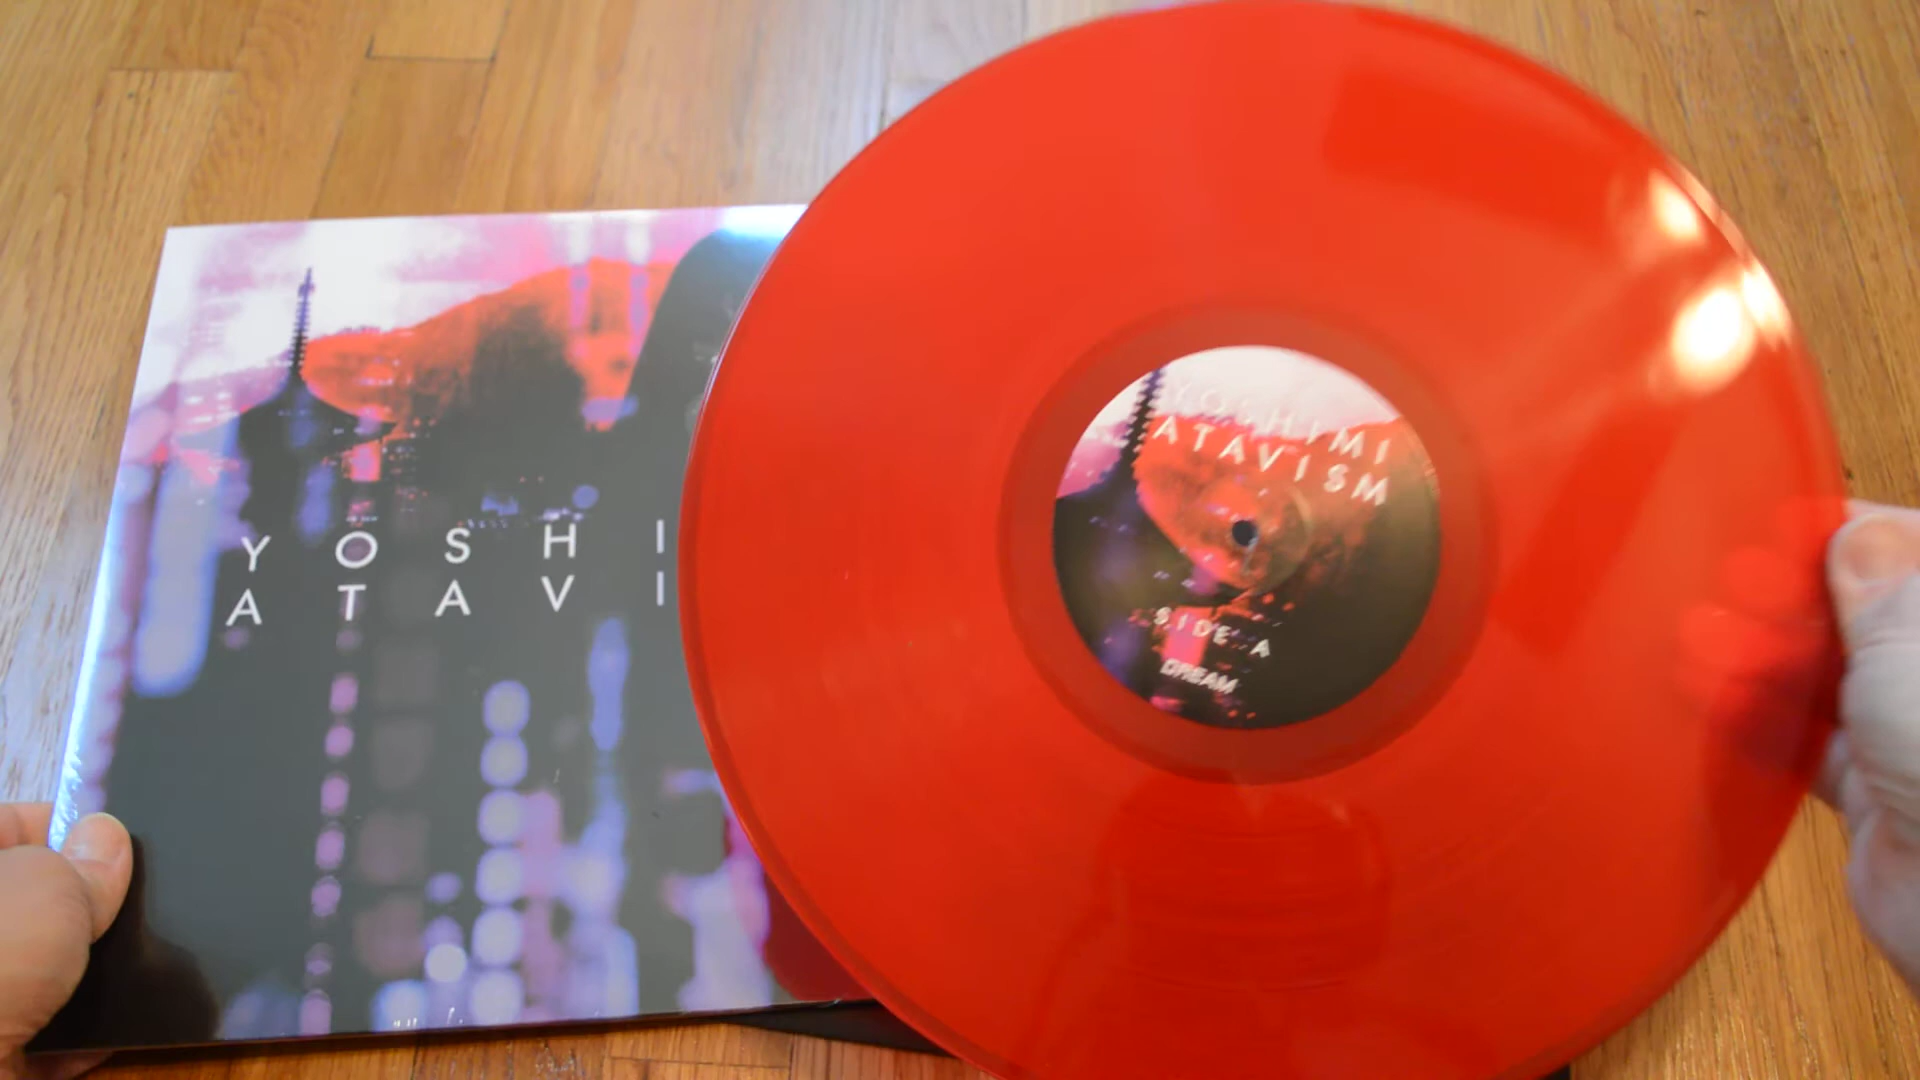 Y O S H I
A T A V I
YOSHIMI
ATAVISM
SIDE A
DREAM